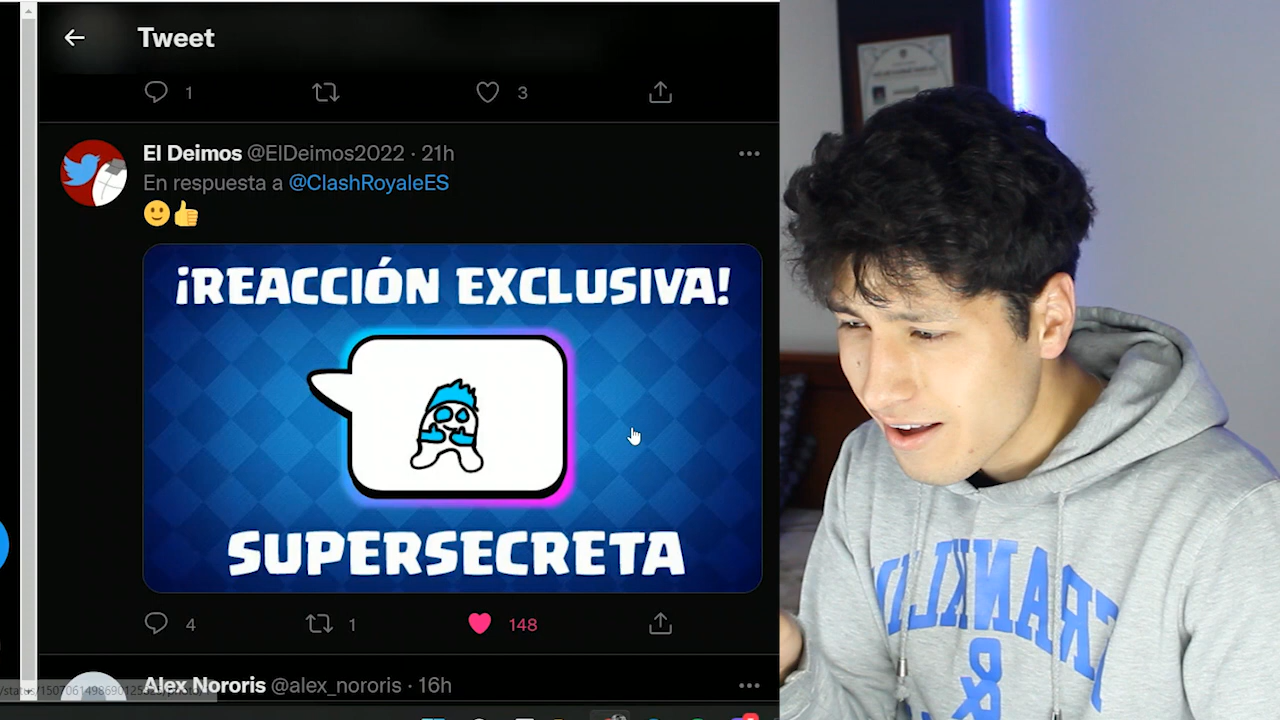 Tweet
1
3
El Deimos @ElDeimos2022 · 21h
En respuesta a @ClashRoyaleES
🙂👍
¡REACCIÓN EXCLUSIVA!
SUPERSECRETA
4
1
148
Alex Nororis @alex_nororis · 16h
FRANKLIN
&